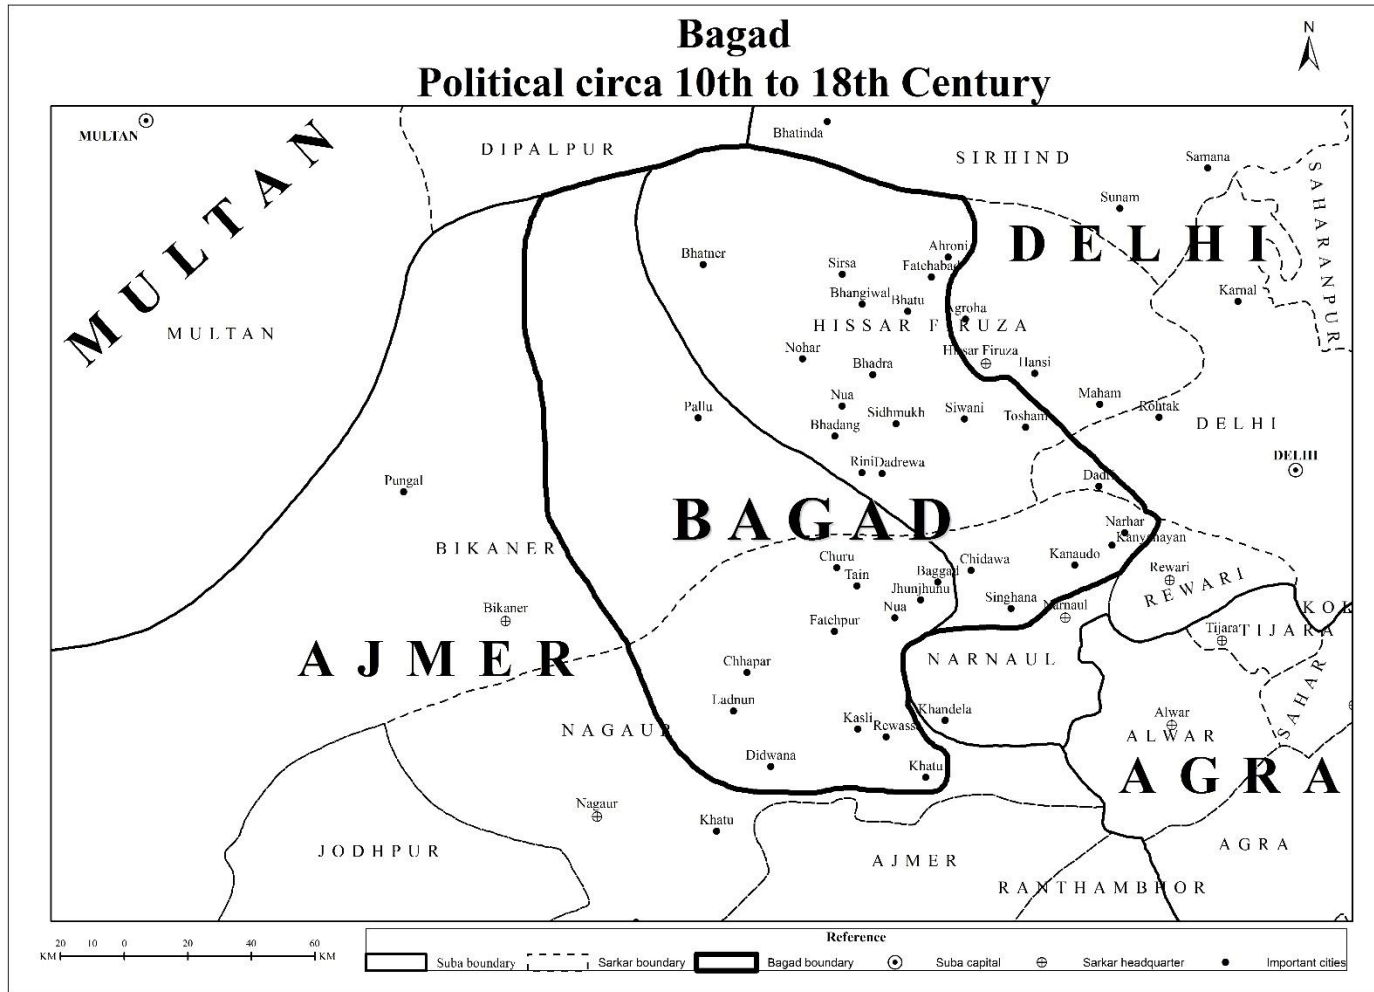 Bagad
Political circa 10th to 18th Century
N
MULTAN
Bhatinda
DIPALPUR
SIRHIND
Samana
SAHARANPUR
MULTAN
Sunam
DELHI
Ahroni
Bhatner
Sirsa
Fatehabad
Karnal
Bhangiwal
Bhatu
Agroha
MULTAN
HISSAR FIRUZA
Nohar
Hissar Firuza
Bhadra
Hansi
Nua
Maham
Pallu
Sidhmukh
Siwani
Tosham
Rohtak
Bhadang
DELHI
DELHI
Rini
Dadrewa
Dadri
Pungal
BAGAD
Narhar
Kanyanayan
BIKANER
Churu
Chidawa
Kanaudo
Tain
Baggad
Rewari
Jhunjhunu
REWARI
Bikaner
Nua
Singhana
Narnaul
Fatehpur
Tijara
TIJARA
AJMER
Chhapar
NARNAUL
SAHAR
Ladnun
Kasli
Khandela
NAGAUR
Rewass
Alwar
ALWAR
Didwana
Khatu
AGRA
Nagaur
Khatu
JODHPUR
AJMER
AGRA
RANTHAMBHOR
20 10 0 20 40 60
KM KM
Reference
Suba boundary Sarkar boundary Bagad boundary Suba capital Sarkar headquarter Important cities